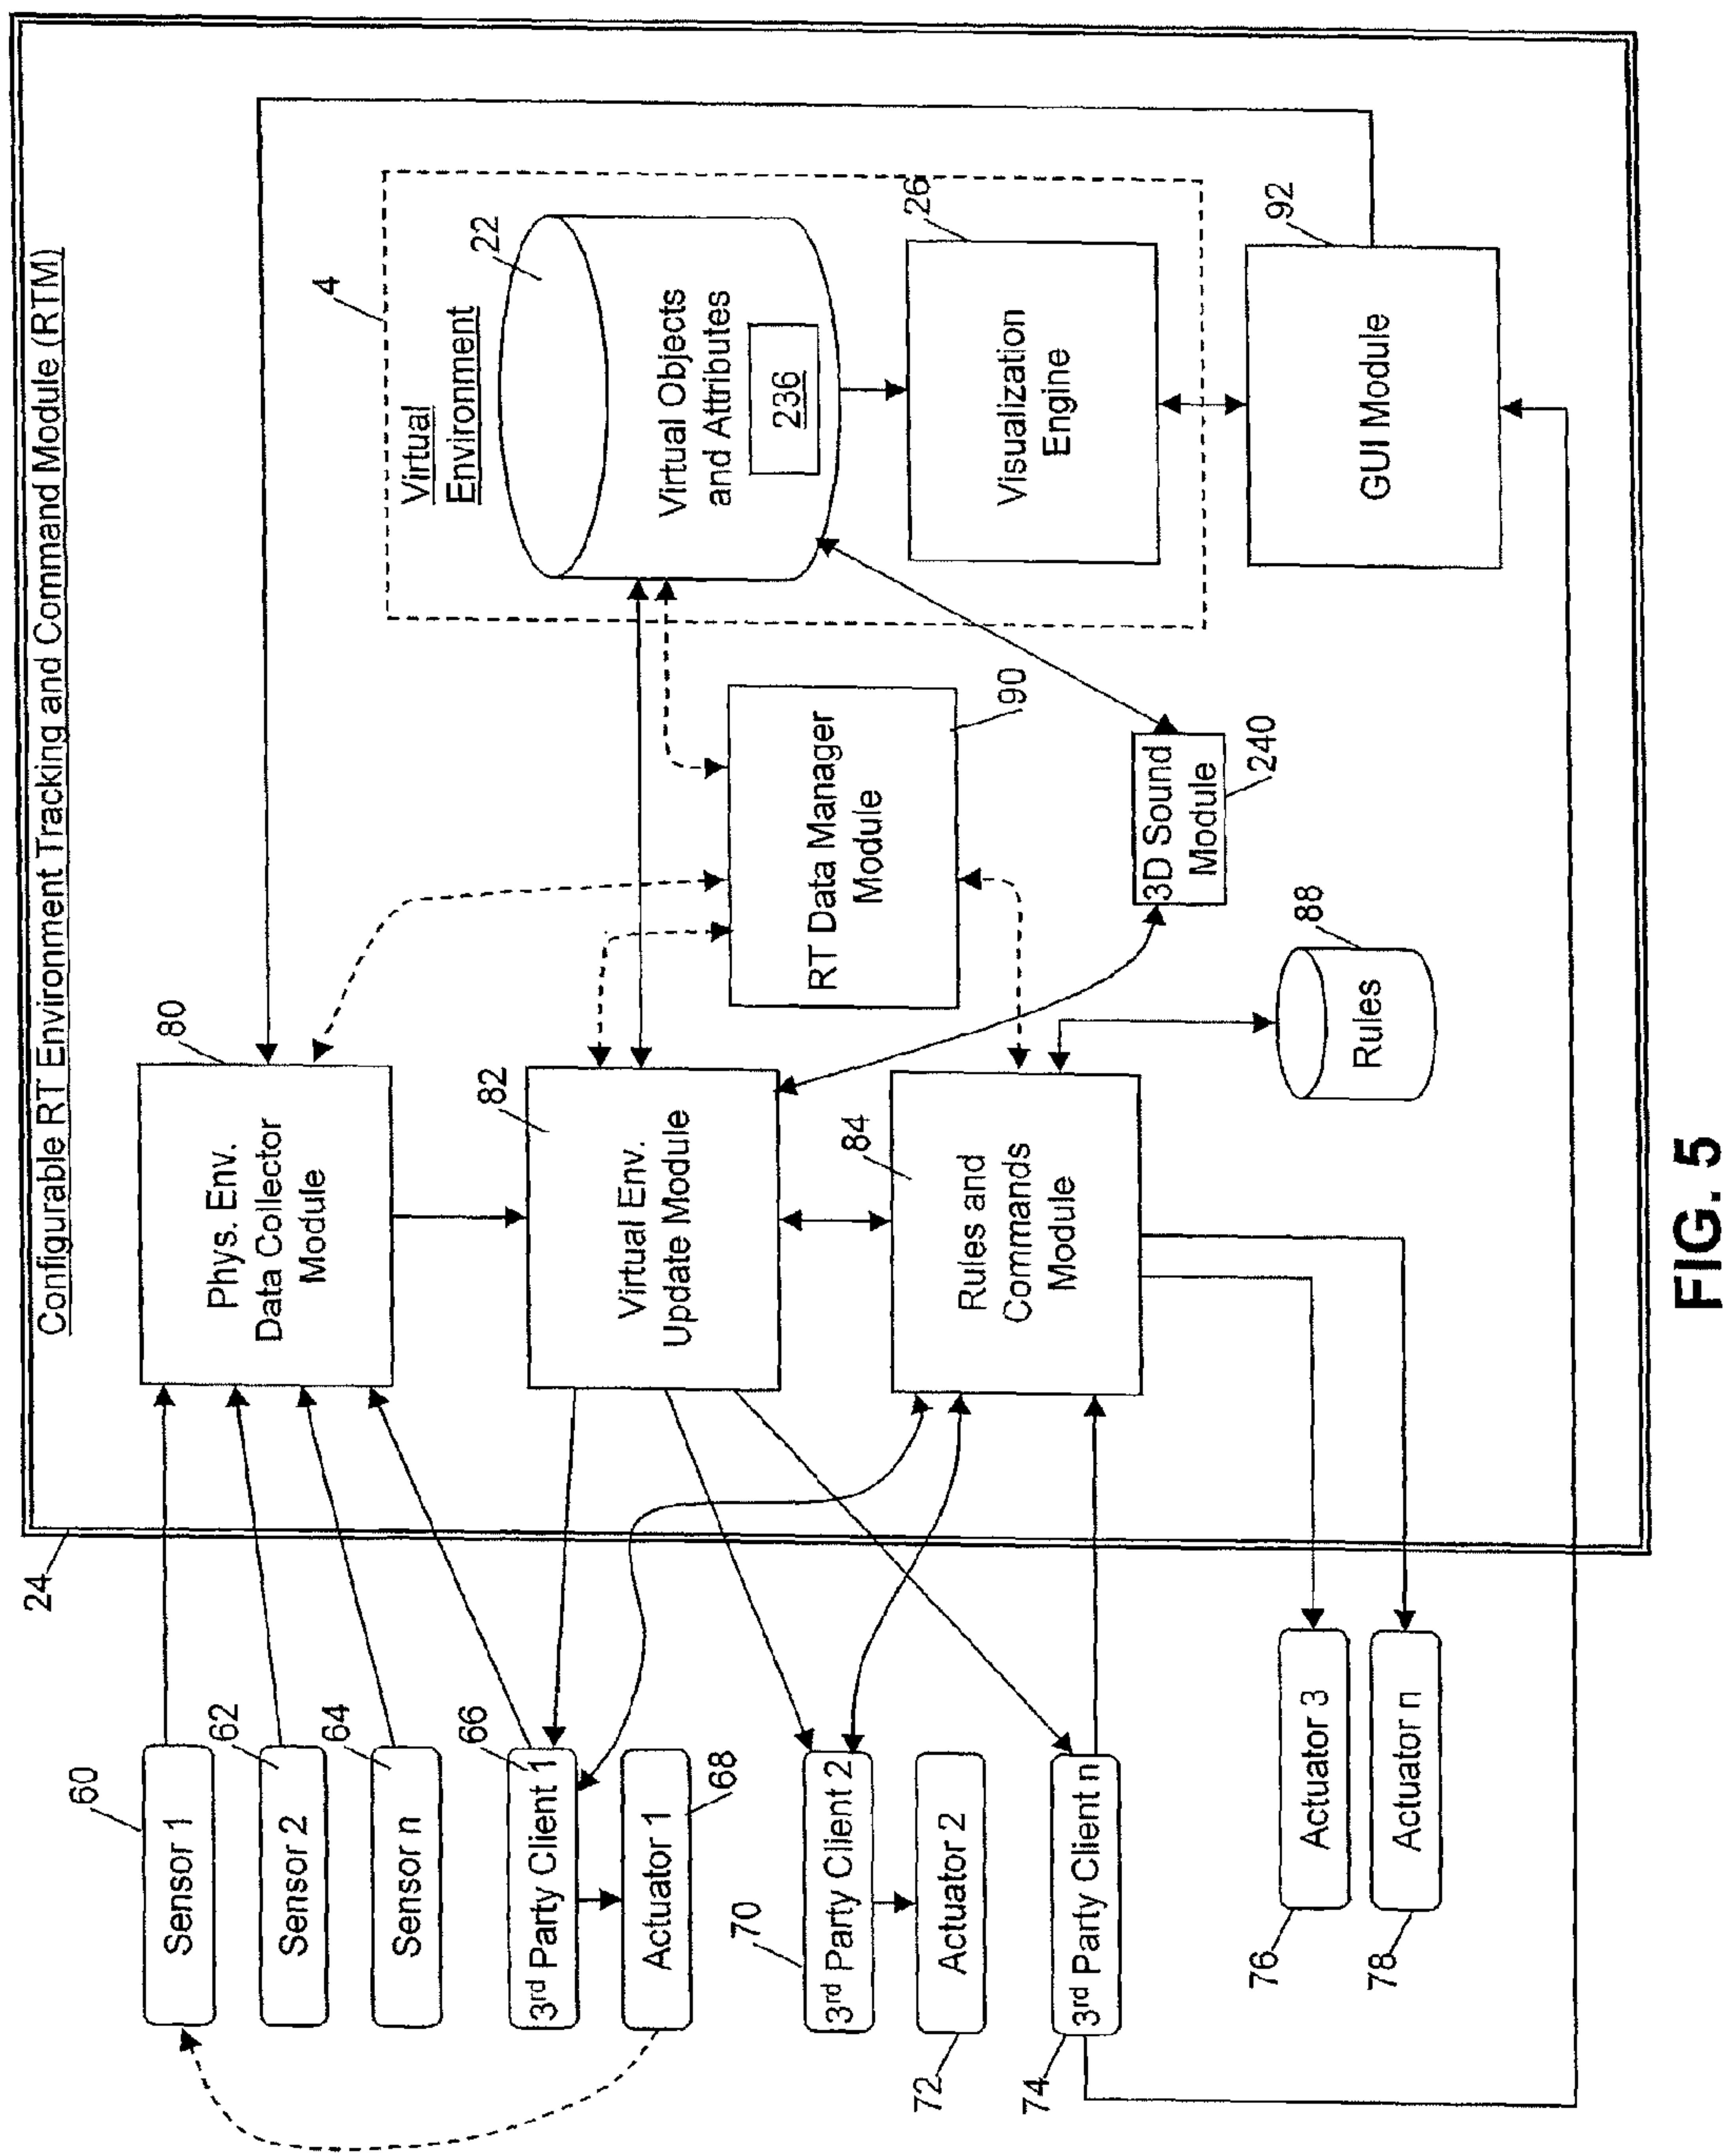 Configurable RT Environment Tracking and Command Module (RTM)
24
60
Sensor 1
62
Sensor 2
64
Sensor n
66
3rd Party Client 1
Actuator 1
68
70
3rd Party Client 2
Actuator 2
72
3rd Party Client n
74
Actuator 3
76
Actuator n
78
80
Phys. Env.
Data Collector
Module
82
Virtual Env.
Update Module
84
Rules and
Commands
Module
88
Rules
RT Data Manager
Module
90
3D Sound
Module
240
4
Virtual
Environment
22
Virtual Objects
and Attributes
236
26
Visualization
Engine
92
GUI Module
FIG. 5